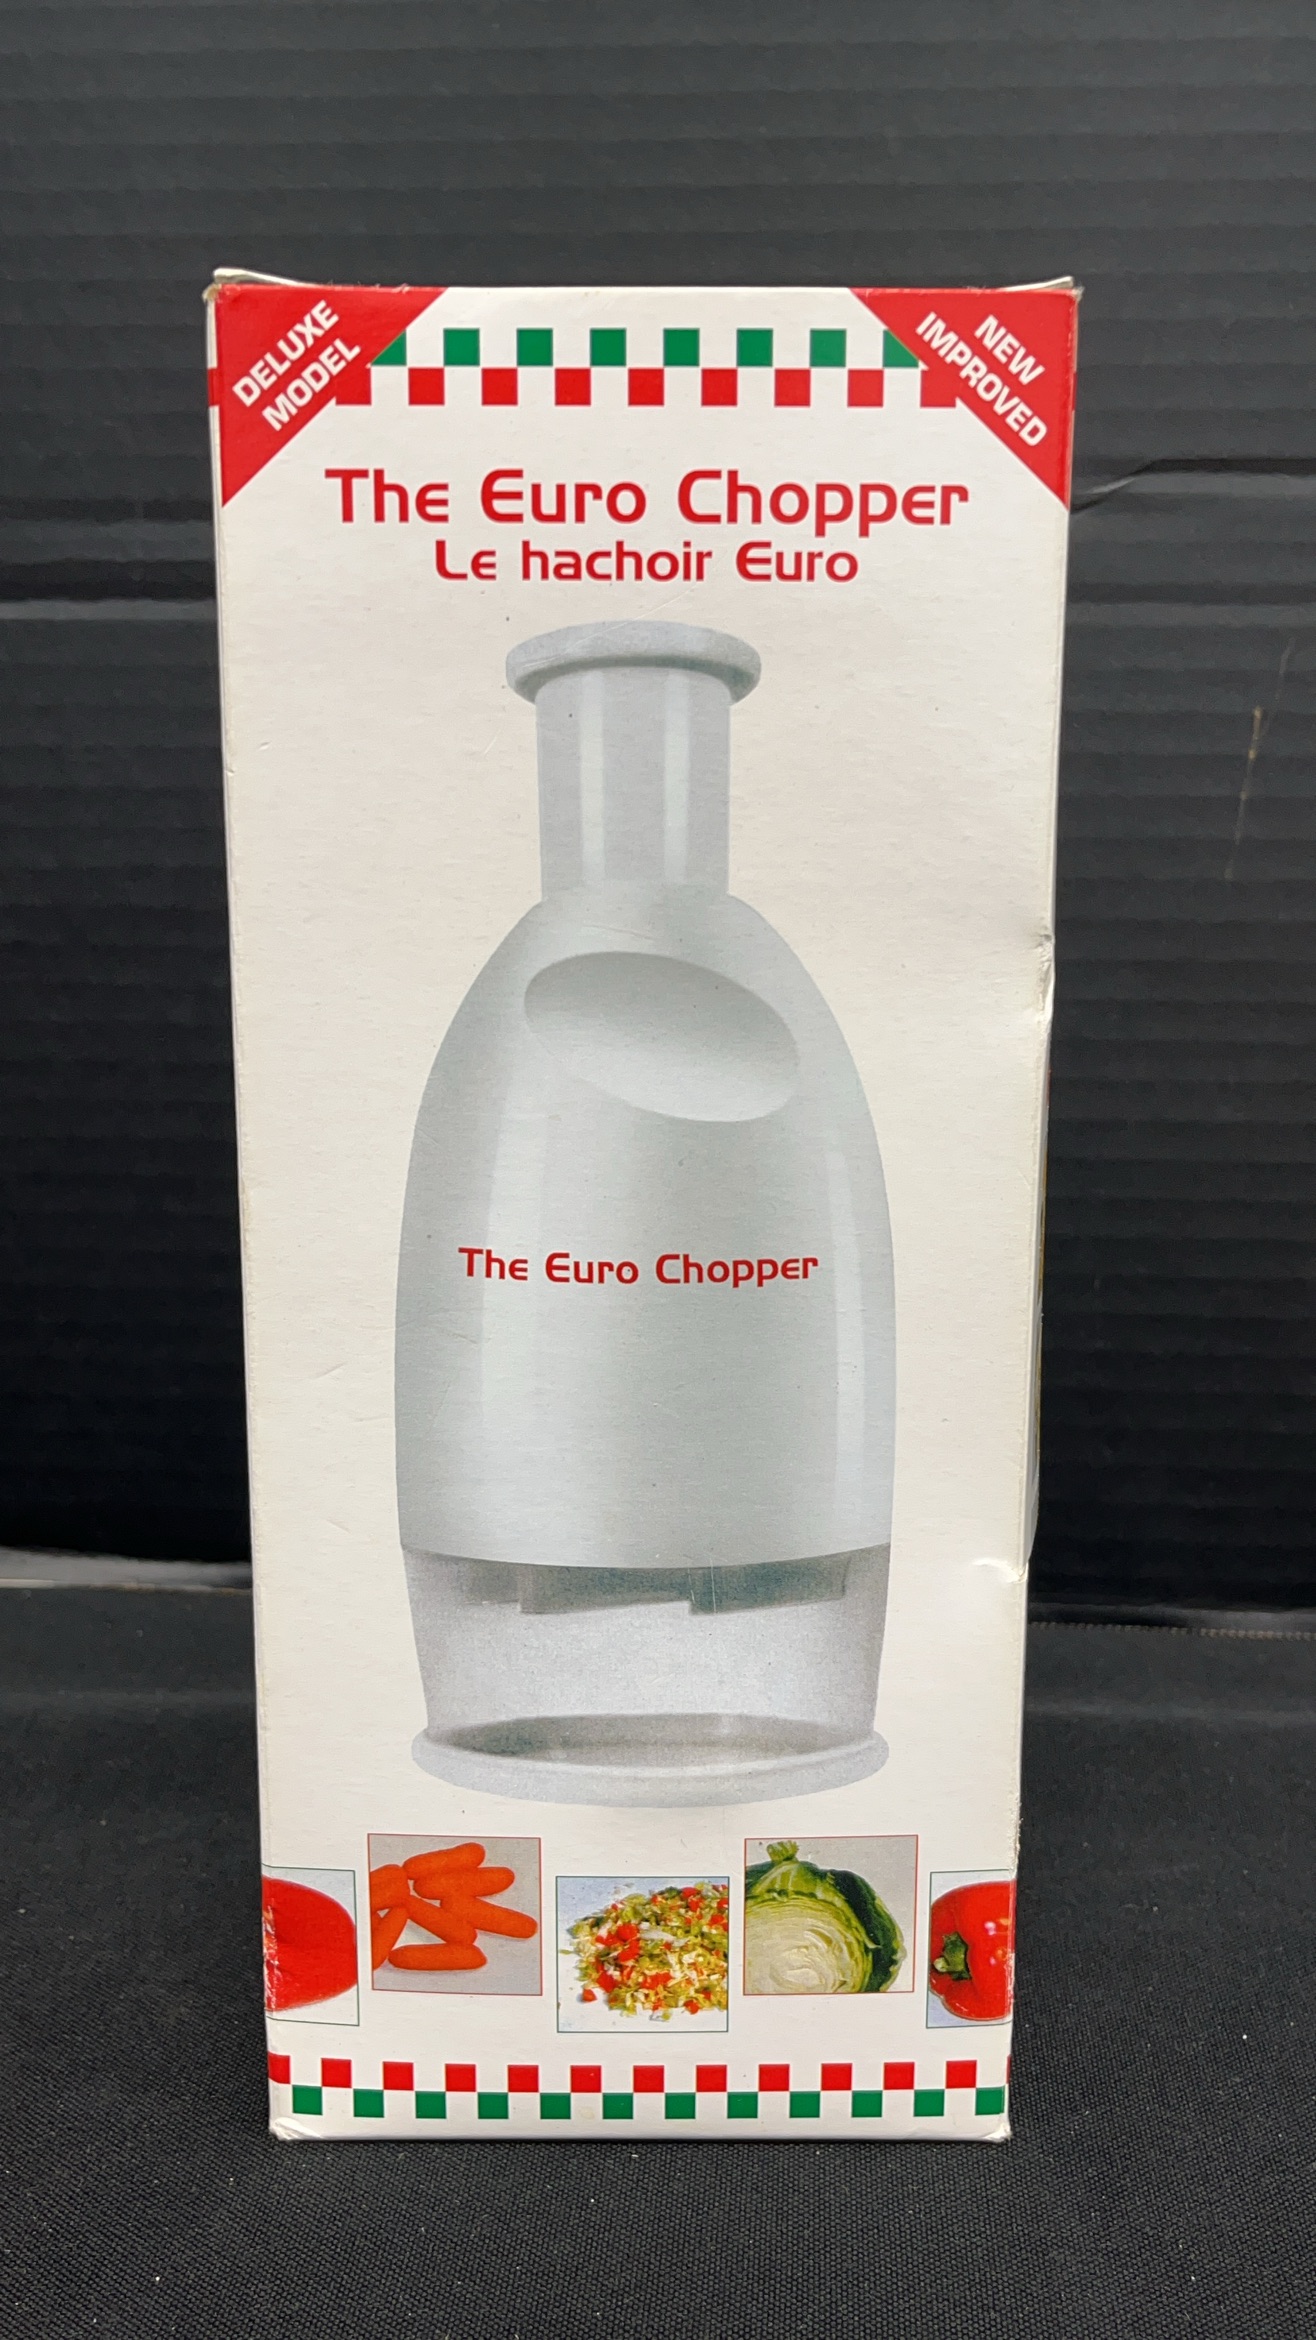 DELUXE
MODEL
NEW
IMPROVED
The Euro Chopper
Le hachoir Euro
The Euro Chopper